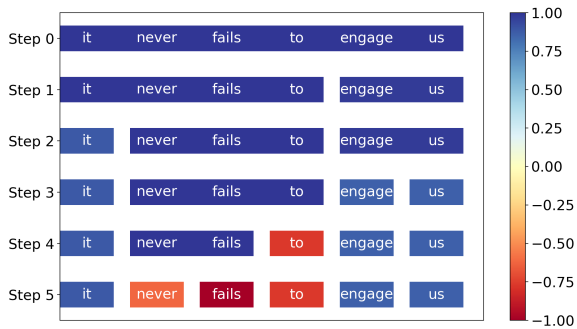 Step 0 it never fails to engage us
Step 1 it never fails to engage us
Step 2 it never fails to engage us
Step 3 it never fails to engage us
Step 4 it never fails to engage us
Step 5 it never fails to engage us
1.00
0.75
0.50
0.25
0.00
−0.25
−0.50
−0.75
−1.00